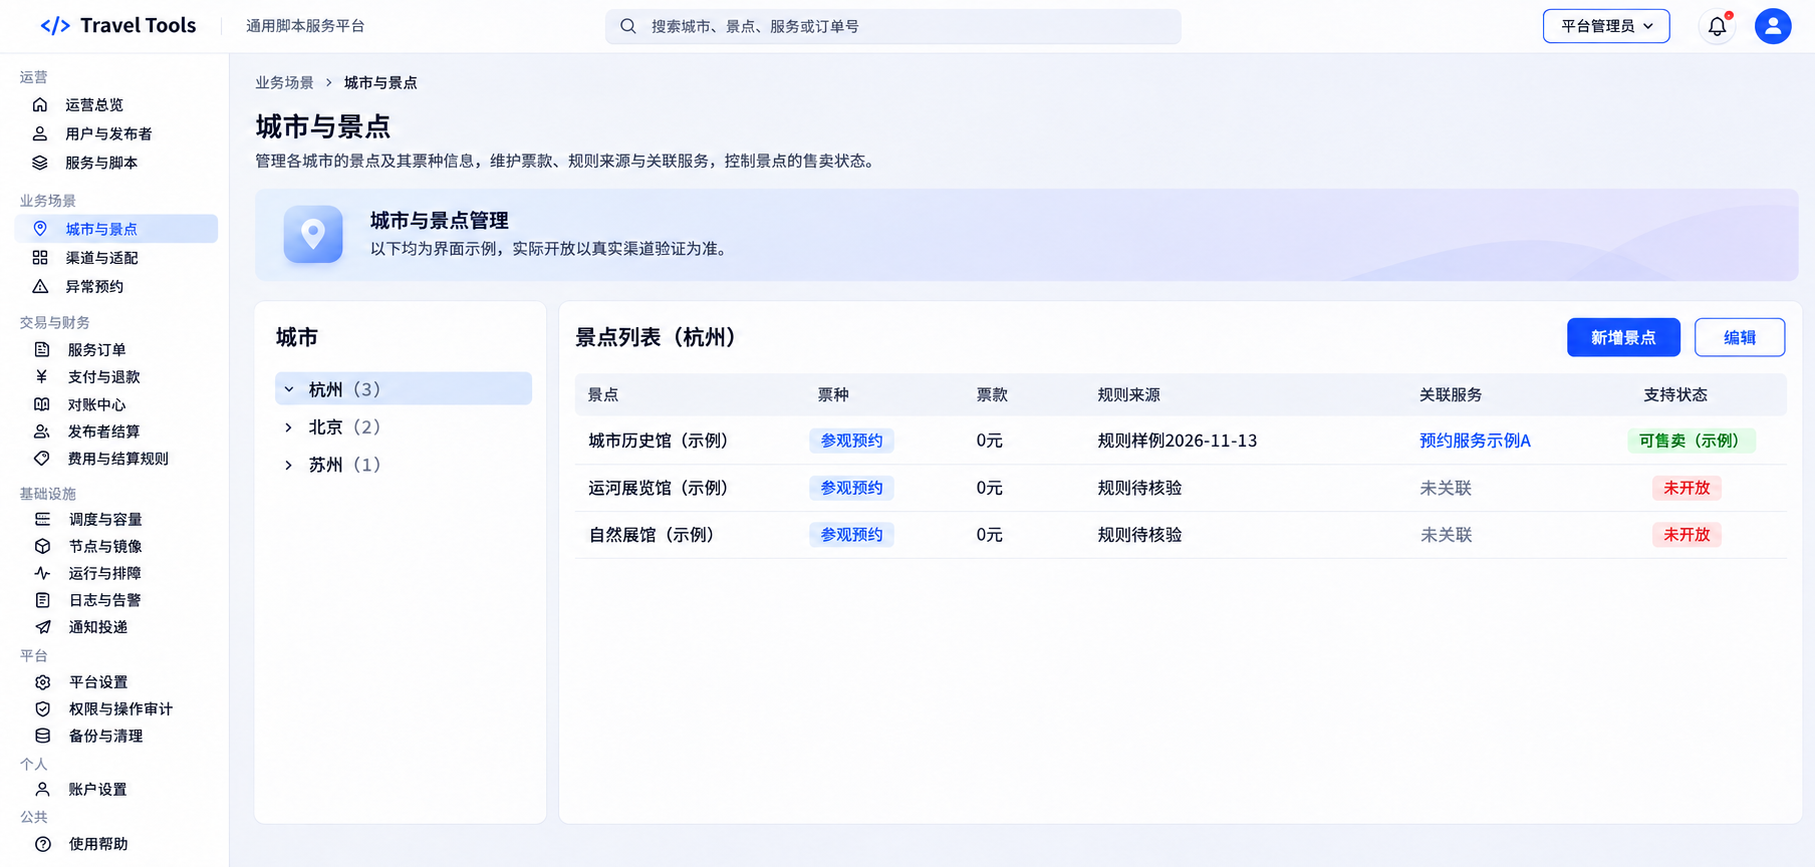 </> Travel Tools
通用脚本服务平台
搜索城市、景点、服务或订单号
平台管理员
运营
运营总览
用户与发布者
服务与脚本
业务场景
城市与景点
渠道与适配
异常预约
交易与财务
服务订单
支付与退款
对账中心
发布者结算
费用与结算规则
基础设施
调度与容量
节点与镜像
运行与排障
日志与告警
通知投递
平台
平台设置
权限与操作审计
备份与清理
个人
账户设置
公共
使用帮助
业务场景 > 城市与景点
城市与景点
管理各城市的景点及其票种信息，维护票款、规则来源与关联服务，控制景点的售卖状态。
城市与景点管理
以下均为界面示例，实际开放以真实渠道验证为准。
城市
杭州（3）
北京（2）
苏州（1）
景点列表（杭州）
新增景点
编辑
景点 票种 票款 规则来源 关联服务 支持状态
城市历史馆（示例） 参观预约 0元 规则样例2026-11-13 预约服务示例A 可售卖（示例）
运河展览馆（示例） 参观预约 0元 规则待核验 未关联 未开放
自然展馆（示例） 参观预约 0元 规则待核验 未关联 未开放